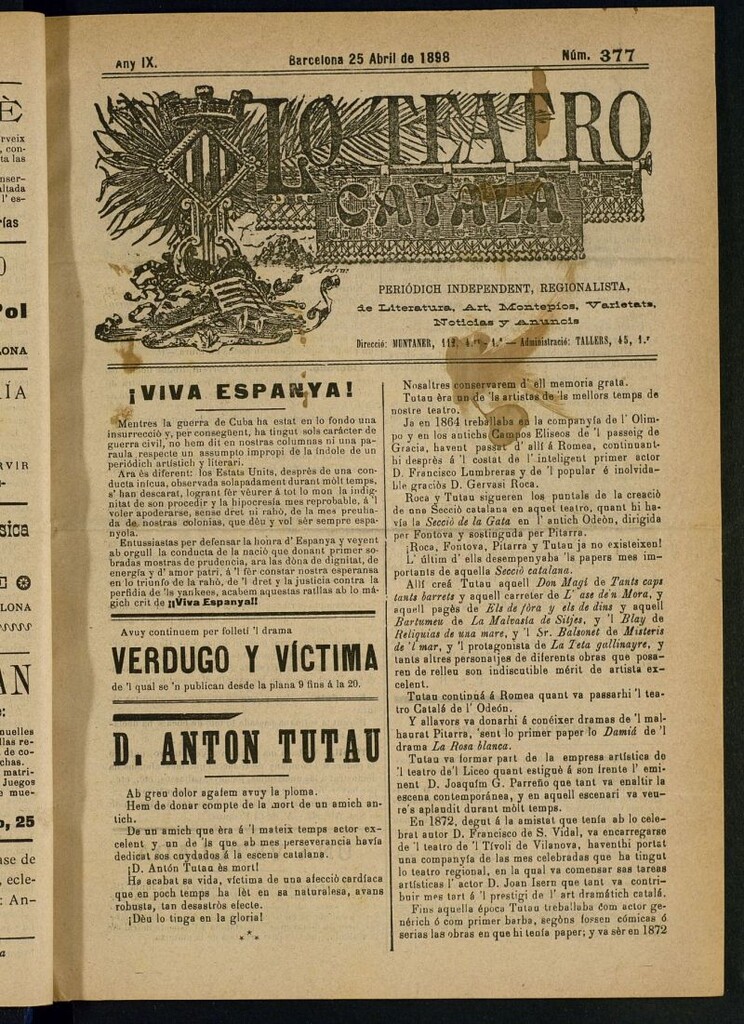 Any IX.
Barcelona 25 Abril de 1898
Núm. 377
LO TEATRO
CATALÁ
PERIÓDICH INDEPENDENT, REGIONALISTA,
de Literatura, Art, Montepios, Varietats,
Noticias y Anuncis
Direcció: MUNTANER, 112, 4.rt - 1.ª — Administració: TALLERS, 45, 1.r
¡VIVA ESPANYA!
Mentres la guerra de Cuba ha estat en lo fondo una
insurrecció y, per consegüent, ha tingut sols carácter de
guerra civil, no hem dit en nostras columnas ni una pa-
raula respecte un assumpto impropi de la índole de un
periódich artístich y literari.
Ara és diferent: los Estats Units, després de una con-
ducta inicua, observada solapadament durant mòlt temps,
s' han descarat, logrant fèr vèurer á tot lo mon la indig-
nitat de son procedir y la hipocresía mes reprobable, á 'l
voler apoderarse, sense dret ni rahò, de la mes preuha-
da de nostras colonias, que dèu y vol sér sempre espa-
nyola.
Entussiastas per defensar la honra d' Espanya y veyent
ab orgull la conducta de la nació que donant primer so-
bradas mostras de prudencia, ara las dòna de dignitat, de
energía y d' amor patri, á 'l fèr constar nostra esperansa
en lo triunfo de la rahò, de 'l dret y la justicia contra la
perfidia de 'ls yankees, acabem aquestas ratllas ab lo má-
gich crit de ¡¡Viva Espanya!!
Avuy continuem per folletí 'l drama
VERDUGO Y VÍCTIMA
de 'l qual se 'n publican desde la plana 9 fins á la 20.
D. ANTON TUTAU
Ab greu dolor agafem avuy la ploma.
Hem de donar compte de la mort de un amich an-
tich.
De un amich que èra á 'l mateix temps actor ex-
celent y un de 'ls que ab mes perseverancia havía
dedicat sos cuydados á la escena catalana.
¡D. Antón Tutau ès mort!
Ha acabat sa vida, víctima de una afecció cardíaca
que en poch temps ha fèt en sa naturalesa, avans
robusta, tan desastròs efecte.
¡Dèu lo tinga en la gloria!
* * *
Nosaltres conservarem d' ell memoria grata.
Tutau èra un de 'ls artistas de 'ls mellors temps de
nostre teatro.
Ja en 1864 treballaba en la companyía de l' Olim-
po y en los antichs Campos Elíseos de 'l passeig de
Gracia, havent passat d' allí á Romea, continuant-
hi després á 'l costat de l' inteligent primer actor
D. Francisco Lumbreras y de 'l popular é inolvida-
ble graciòs D. Gervasi Roca.
Roca y Tutau sigueren los puntals de la creació
de una Secció catalana en aquet teatro, quant hi ha-
vía la Secció de la Gata en l' antich Odeòn, dirigida
per Fontova y sostinguda per Pitarra.
¡Roca, Fontova, Pitarra y Tutau ja no existeixen!
L' últim d' ells desempenyaba 'ls papers mes im-
portants de aquella Secció catalana.
Allí creá Tutau aquell Don Magí de Tants caps
tants barrets y aquell carreter de L' ase d'en Mora, y
aquell pagès de Els de fòra y els de dins y aquell
Bartumeu de La Malvasía de Sitjes, y 'l Blay de
Reliquias de una mare, y 'l Sr. Balsonet de Misteris
de 'l mar, y 'l protagonista de La Teta gallinayre, y
tants altres personatjes de diferents obras que posa-
ren de relleu son indiscutible mérit de artista ex-
celent.
Tutau continuá á Romea quant va passarhi 'l tea-
tro Catalá de l' Odeón.
Y allavors va donarhi á conéixer dramas de 'l mal-
haurat Pitarra, 'sent lo primer paper lo Damiá de 'l
drama La Rosa blanca.
Tutau va formar part de la empresa artística de
'l teatro de'l Liceo quant estigué á son frente l' emi-
nent D. Joaquím G. Parreño que tant va enaltir la
escena contemporánea, y en aquell escenari va veu-
re's aplaudit durant mòlt temps.
En 1872, degut á la amistat que tenía ab lo cele-
brat autor D. Francisco de S. Vidal, va encarregarse
de 'l teatro de 'l Tívoli de Vilanova, haventhi portat
una companyía de las mes celebradas que ha tingut
lo teatro regional, en la qual va comensar sas tareas
artísticas l' actor D. Joan Isern que tant va contri-
buir mes tart á 'l prestigi de l' art dramátich catalá.
Fins aquella época Tutau treballaba com actor ge-
nérich ó com primer barba, segòns fossen cómicas ó
serias las obras en que hi tenía paper; y va sèr en 1872